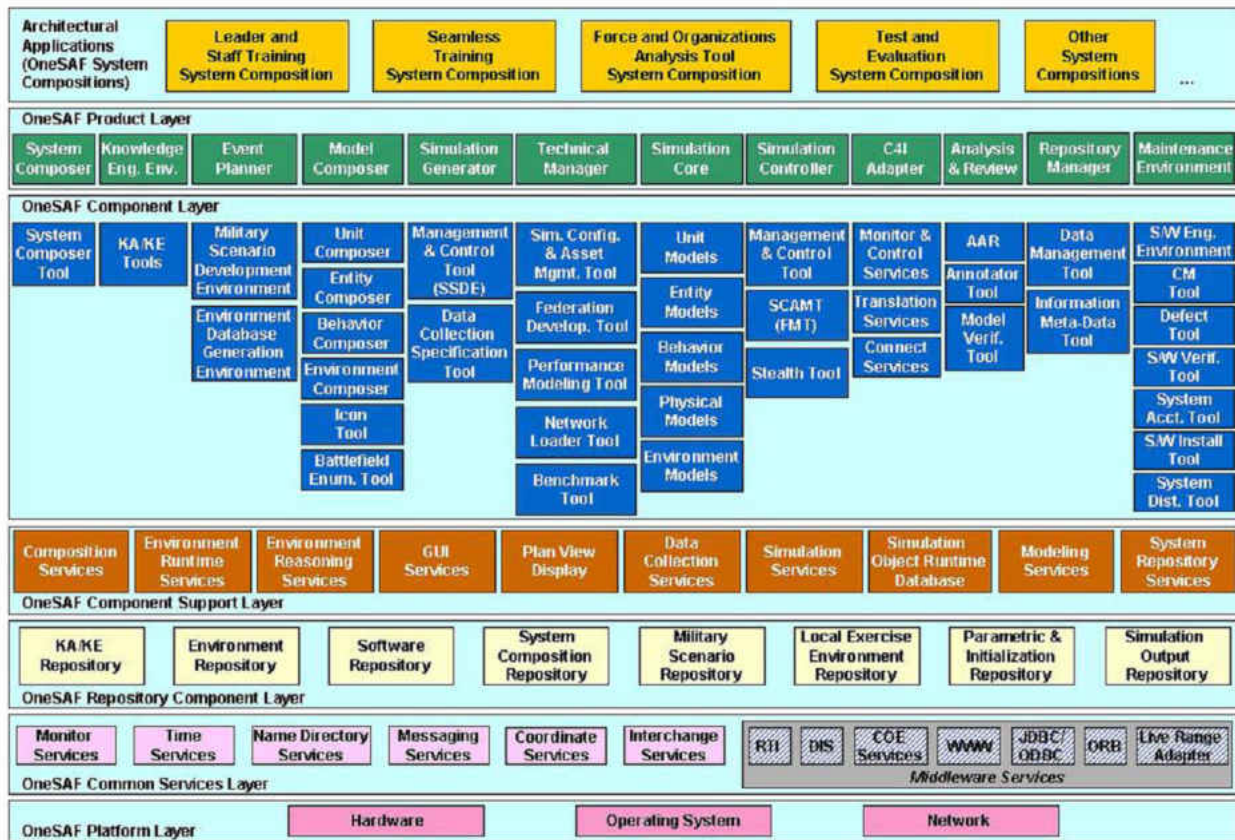 Architectural
Applications
(OneSAF System
Compositions)
Leader and
Staff Training
System Composition
Seamless
Training
System Composition
Force and Organizations
Analysis Tool
System Composition
Test and
Evaluation
System Composition
Other
System
Compositions
...
OneSAF Product Layer
System
Composer
Knowledge
Eng. Env.
Event
Planner
Model
Composer
Simulation
Generator
Technical
Manager
Simulation
Core
Simulation
Controller
C4I
Adapter
Analysis
& Review
Repository
Manager
Maintenance
Environment
OneSAF Component Layer
System
Composer
Tool
KA/KE
Tools
Military
Scenario
Development
Environment
Environment
Database
Generation
Environment
Unit
Composer
Entity
Composer
Behavior
Composer
Environment
Composer
Icon
Tool
Battlefield
Enum. Tool
Management
& Control
Tool
(SSDE)
Data
Collection
Specification
Tool
Sim. Config.
& Asset
Mgmt. Tool
Federation
Develop. Tool
Performance
Modeling Tool
Network
Loader Tool
Benchmark
Tool
Unit
Models
Entity
Models
Behavior
Models
Physical
Models
Environment
Models
Management
& Control
Tool
SCAMT
(FMT)
Stealth Tool
Monitor &
Control
Services
Translation
Services
Connect
Services
AAR
Annotator
Tool
Model
Verif.
Tool
Data
Management
Tool
Information
Meta-Data
Tool
S/W Eng.
Environment
CM
Tool
Defect
Tool
S/W Verif.
Tool
System
Acct. Tool
S/W Install
Tool
System
Dist. Tool
Composition
Services
Environment
Runtime
Services
Environment
Reasoning
Services
GUI
Services
Plan View
Display
Data
Collection
Services
Simulation
Services
Simulation
Object Runtime
Database
Modeling
Services
System
Repository
Services
OneSAF Component Support Layer
KA/KE
Repository
Environment
Repository
Software
Repository
System
Composition
Repository
Military
Scenario
Repository
Local Exercise
Environment
Repository
Parametric &
Initialization
Repository
Simulation
Output
Repository
OneSAF Repository Component Layer
Monitor
Services
Time
Services
Name Directory
Services
Messaging
Services
Coordinate
Services
Interchange
Services
RTI
DIS
COE
Services
WWW
JDBC/
ODBC
ORB
Live Range
Adapter
Middleware Services
OneSAF Common Services Layer
Hardware
Operating System
Network
OneSAF Platform Layer